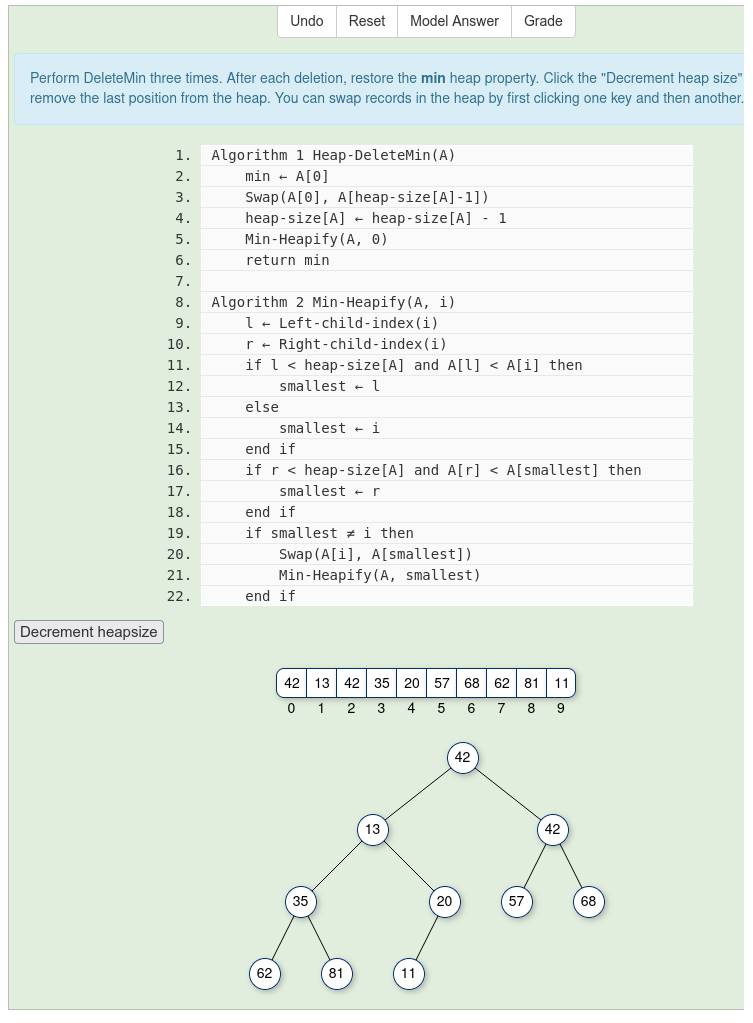 Undo Reset Model Answer Grade
Perform DeleteMin three times. After each deletion, restore the min heap property. Click the "Decrement heap size"
remove the last position from the heap. You can swap records in the heap by first clicking one key and then another.
1. Algorithm 1 Heap-DeleteMin(A)
2. min ← A[0]
3. Swap(A[0], A[heap-size[A]-1])
4. heap-size[A] ← heap-size[A] - 1
5. Min-Heapify(A, 0)
6. return min
7.
8. Algorithm 2 Min-Heapify(A, i)
9. l ← Left-child-index(i)
10. r ← Right-child-index(i)
11. if l < heap-size[A] and A[l] < A[i] then
12. smallest ← l
13. else
14. smallest ← i
15. end if
16. if r < heap-size[A] and A[r] < A[smallest] then
17. smallest ← r
18. end if
19. if smallest ≠ i then
20. Swap(A[i], A[smallest])
21. Min-Heapify(A, smallest)
22. end if
Decrement heapsize
42 13 42 35 20 57 68 62 81 11
0 1 2 3 4 5 6 7 8 9
42
13 42
35 20 57 68
62 81 11